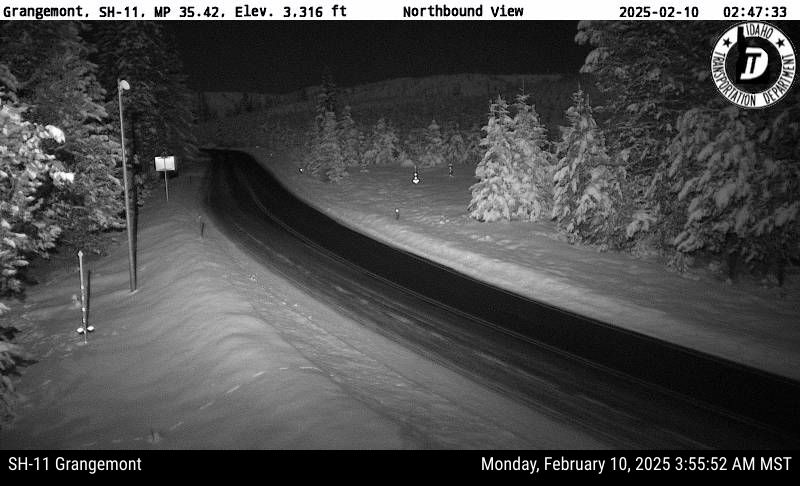 Grangemont, SH-11, MP 35.42, Elev. 3,316 ft Northbound View 2025-02-10 02:47:33
IDAHO
TRANSPORTATION DEPARTMENT
SH-11 Grangemont Monday, February 10, 2025 3:55:52 AM MST